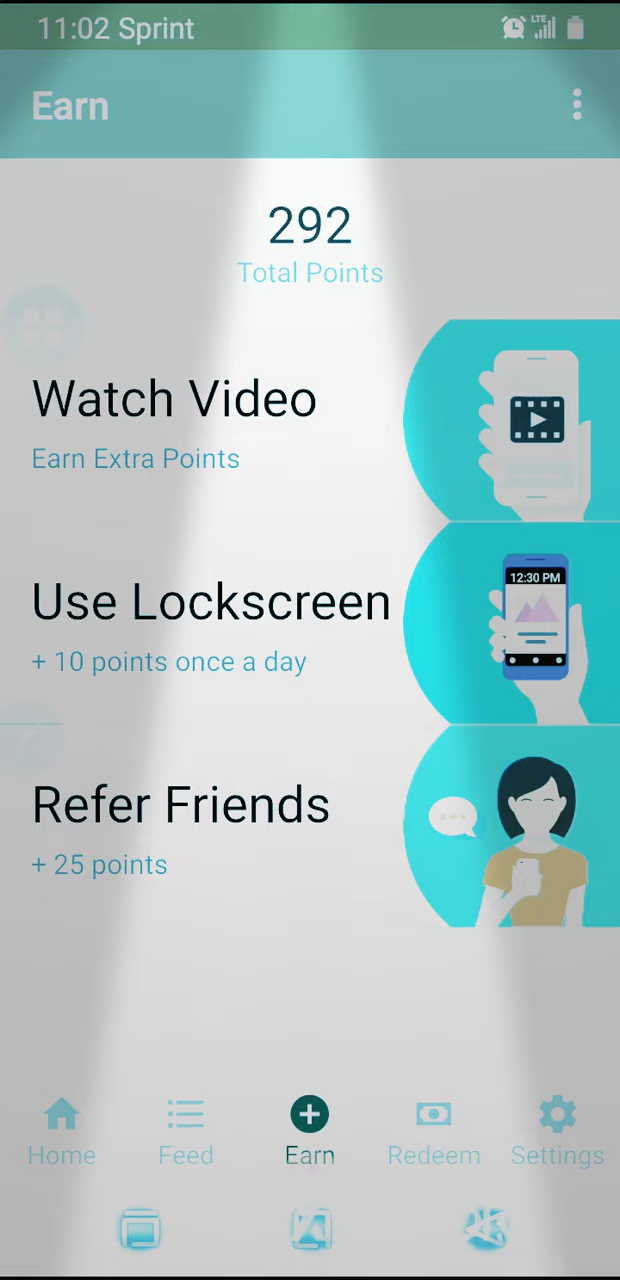 11:02 Sprint
LTE
Earn
292
Total Points
Watch Video
Earn Extra Points
Use Lockscreen
+ 10 points once a day
12:30 PM
Refer Friends
+ 25 points
Home
Feed
Earn
Redeem
Settings